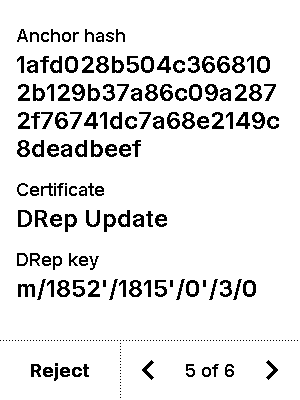 Anchor hash
1afd028b504c366810
2b129b37a86c09a287
2f76741dc7a68e2149c
8deadbeef
Certificate
DRep Update
DRep key
m/1852'/1815'/0'/3/0
Reject
5 of 6